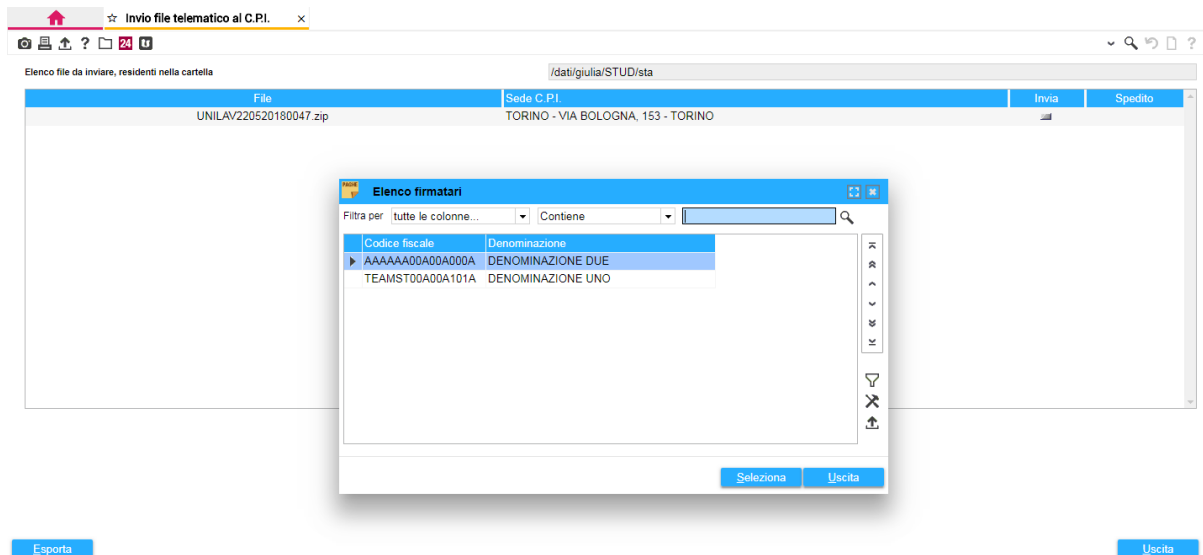 Invio file telematico al C.P.I.
24
Elenco file da inviare, residenti nella cartella /dati/giulia/STUD/sta
File Sede C.P.I. Invia Spedito
UNILAV220520180047.zip TORINO - VIA BOLOGNA, 153 - TORINO
PAGHE Elenco firmatari
Filtra per tutte le colonne... Contiene
Codice fiscale Denominazione
AAAAAA00A00A000A DENOMINAZIONE DUE
TEAMST00A00A101A DENOMINAZIONE UNO
Seleziona Uscita
Esporta Uscita